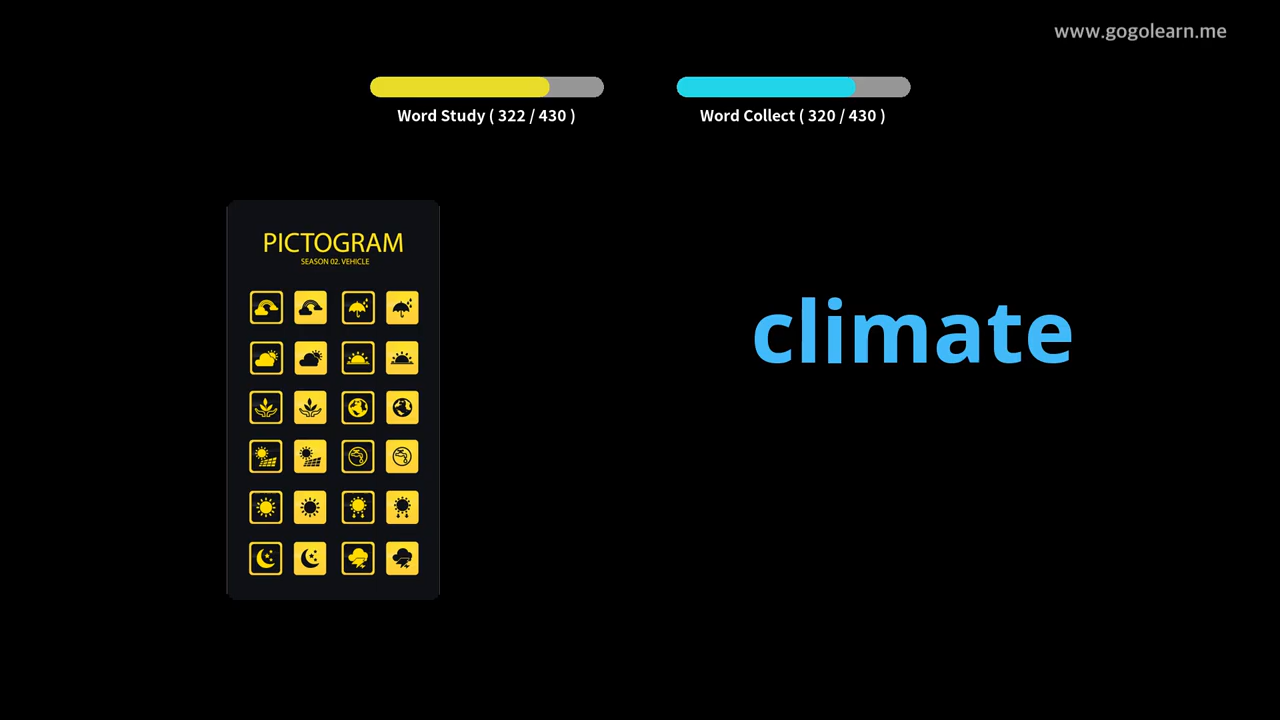 www.gogolearn.me
Word Study ( 322 / 430 )
Word Collect ( 320 / 430 )
PICTOGRAM
SEASON 02. VEHICLE
climate